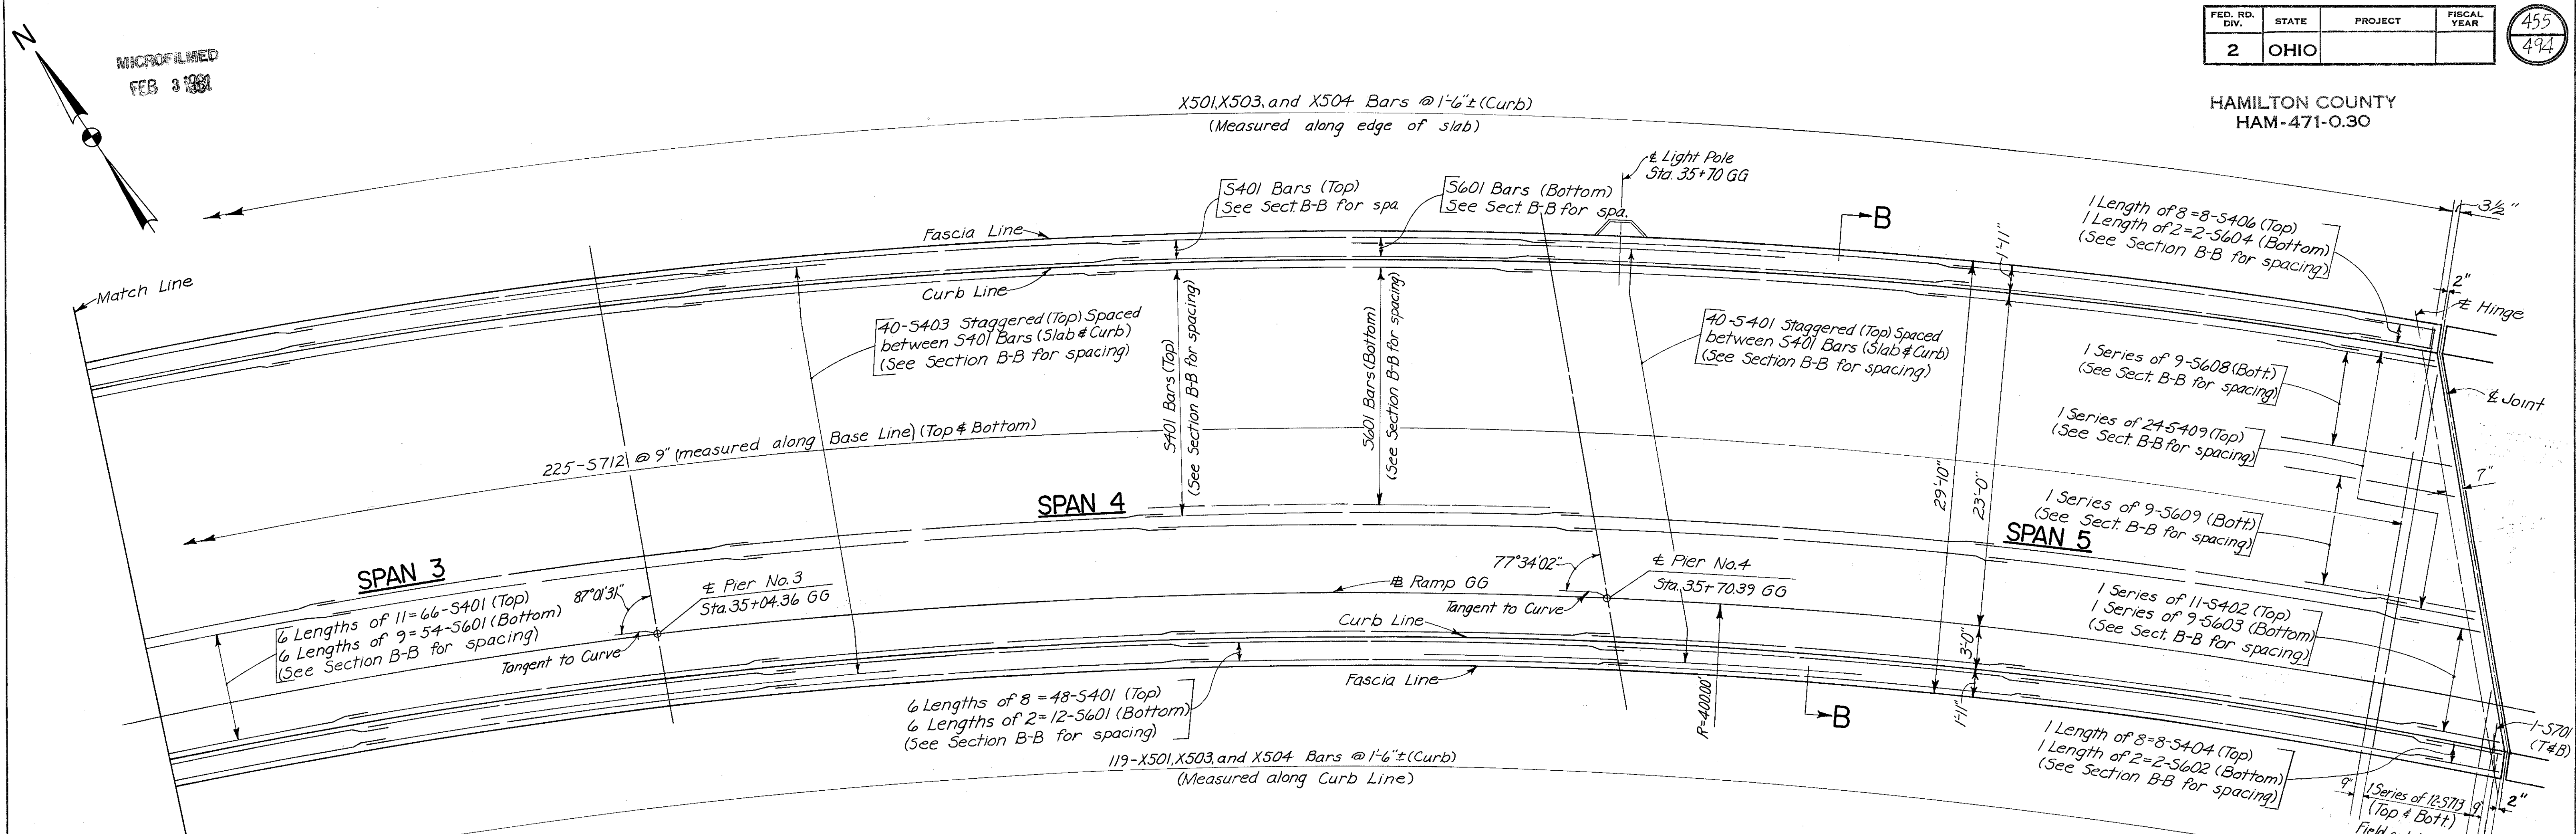 N
MICROFILMED
FEB 3 1981
FED. RD. DIV.
STATE
PROJECT
FISCAL YEAR
2
OHIO
455
494
HAMILTON COUNTY
HAM-471-0.30
X501,X503, and X504 Bars @ 1'-6"± (Curb)
(Measured along edge of slab)
S401 Bars (Top)
See Sect. B-B for spa.
S601 Bars (Bottom)
See Sect. B-B for spa.
℄ Light Pole
Sta. 35+70 GG
B
1'-11"
1 Length of 8=8-S406 (Top)
1 Length of 2=2-S604 (Bottom)
(See Section B-B for spacing)
3½"
2"
℄ Hinge
Fascia Line
Match Line
Curb Line
40-S403 Staggered (Top) Spaced
between S401 Bars (Slab & Curb)
(See Section B-B for spacing)
S401 Bars (Top)
(See Section B-B for spacing)
S601 Bars (Bottom)
(See Section B-B for spacing)
40-S401 Staggered (Top) Spaced
between S401 Bars (Slab & Curb)
(See Section B-B for spacing)
1 Series of 9-S608 (Bott.)
(See Sect. B-B for spacing)
℄ Joint
1 Series of 24-S409 (Top)
(See Sect. B-B for spacing)
7"
225-S712 @ 9" (measured along Base Line) (Top & Bottom)
29'-10"
23'-0"
1 Series of 9-S609 (Bott.)
(See Sect. B-B for spacing)
SPAN 4
SPAN 5
SPAN 3
6 Lengths of 11=66-S401 (Top)
6 Lengths of 9=54-S601 (Bottom)
(See Section B-B for spacing)
87°01'31"
℄ Pier No.3
Sta. 35+04.36 GG
Tangent to Curve
77°34'02"
℄ Pier No.4
Sta. 35+70.39 GG
Ramp GG
Tangent to Curve
1 Series of 11-S402 (Top)
1 Series of 9-S603 (Bottom)
(See Sect. B-B for spacing)
Curb Line
3'-0"
Fascia Line
R=400.00'
1'-11"
B
6 Lengths of 8=48-S401 (Top)
6 Lengths of 2=12-S601 (Bottom)
(See Section B-B for spacing)
1-S701
(T&B)
1 Length of 8=8-S404 (Top)
1 Length of 2=2-S602 (Bottom)
(See Section B-B for spacing)
119-X501,X503, and X504 Bars @ 1'-6"± (Curb)
(Measured along Curb Line)
9"
1 Series of 12-S713
(Top & Bott.)
9"
2"
Field